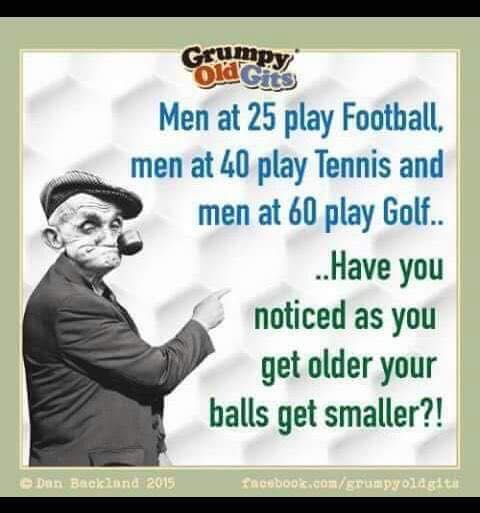 Grumpy
Old Gits
Men at 25 play Football,
men at 40 play Tennis and
men at 60 play Golf..
..Have you
noticed as you
get older your
balls get smaller?!
© Dan Backland 2015
facebook.com/grumpyoldgits